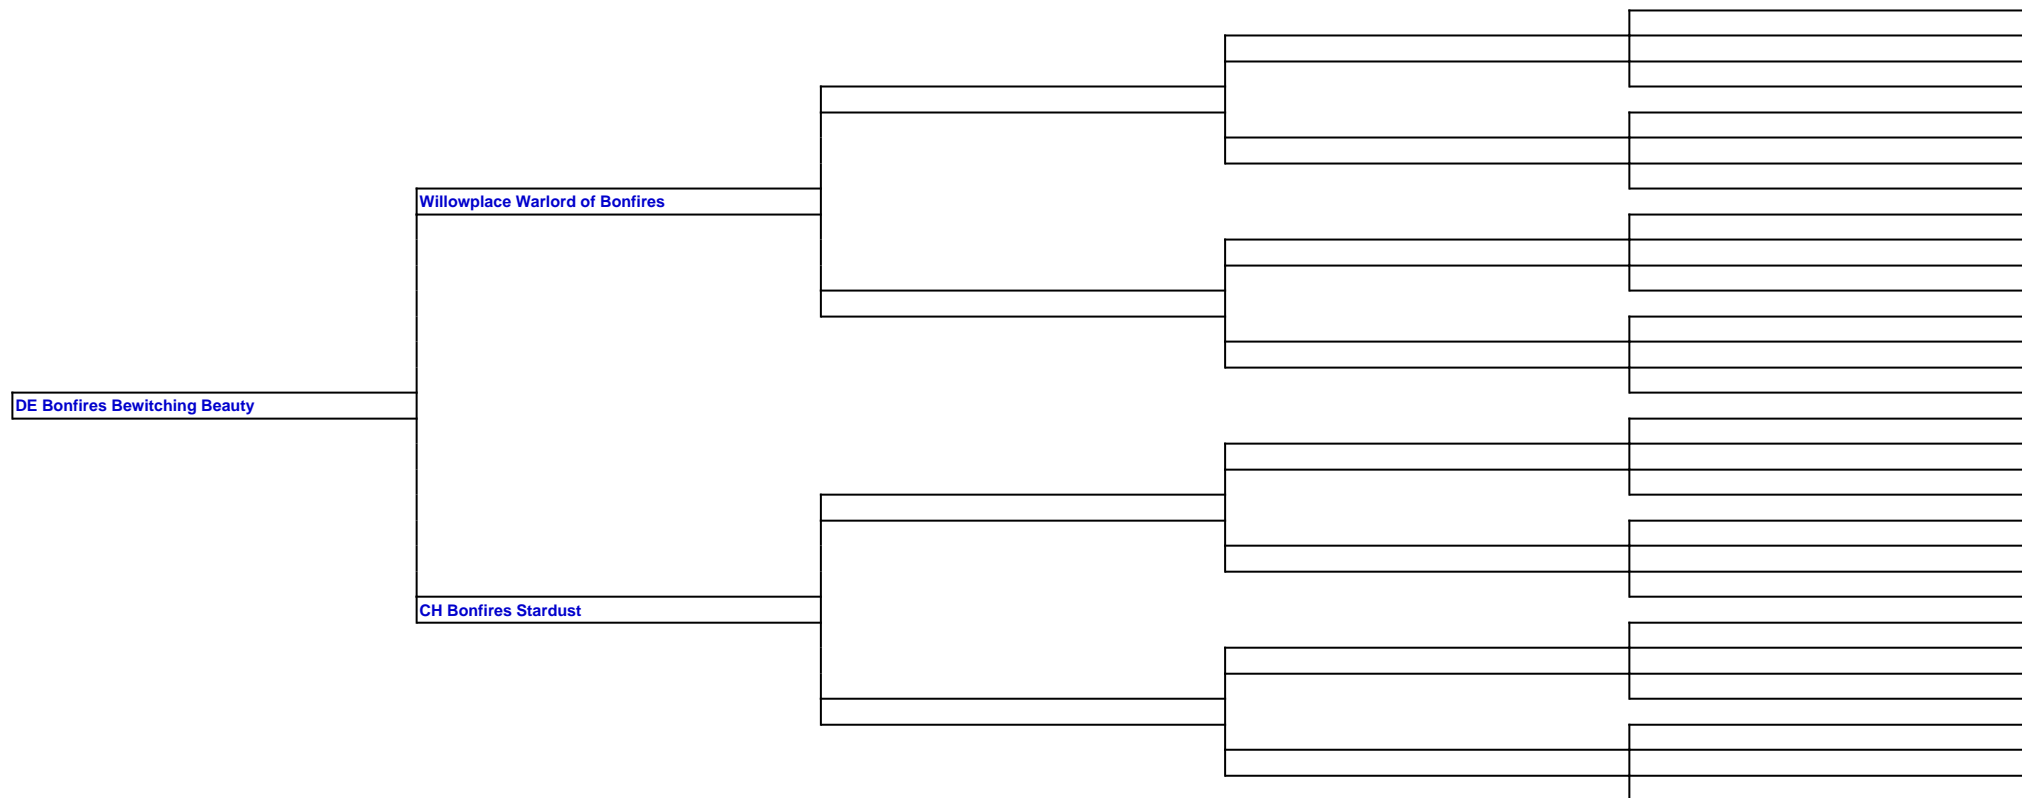 Willowplace Warlord of Bonfires
DE Bonfires Bewitching Beauty
CH Bonfires Stardust